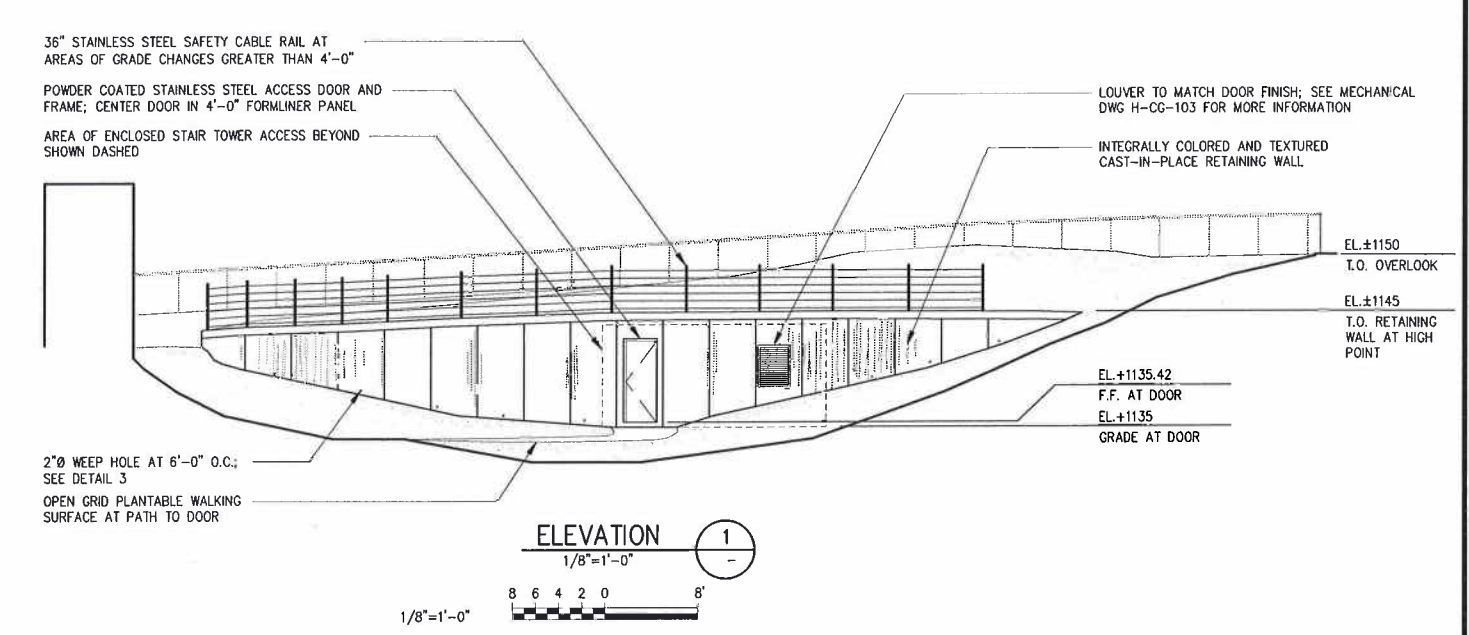 36" STAINLESS STEEL SAFETY CABLE RAIL AT
AREAS OF GRADE CHANGES GREATER THAN 4'-0"
POWDER COATED STAINLESS STEEL ACCESS DOOR AND
FRAME; CENTER DOOR IN 4'-0" FORMLINER PANEL
AREA OF ENCLOSED STAIR TOWER ACCESS BEYOND
SHOWN DASHED
LOUVER TO MATCH DOOR FINISH; SEE MECHANICAL
DWG H-CG-103 FOR MORE INFORMATION
INTEGRALLY COLORED AND TEXTURED
CAST-IN-PLACE RETAINING WALL
EL.±1150
T.O. OVERLOOK
EL.±1145
T.O. RETAINING
WALL AT HIGH
POINT
EL.+1135.42
F.F. AT DOOR
EL.+1135
GRADE AT DOOR
2"Ø WEEP HOLE AT 6'-0" O.C.;
SEE DETAIL 3
OPEN GRID PLANTABLE WALKING
SURFACE AT PATH TO DOOR
ELEVATION
1/8"=1'-0"
1
-
8 6 4 2 0 8'
1/8"=1'-0"